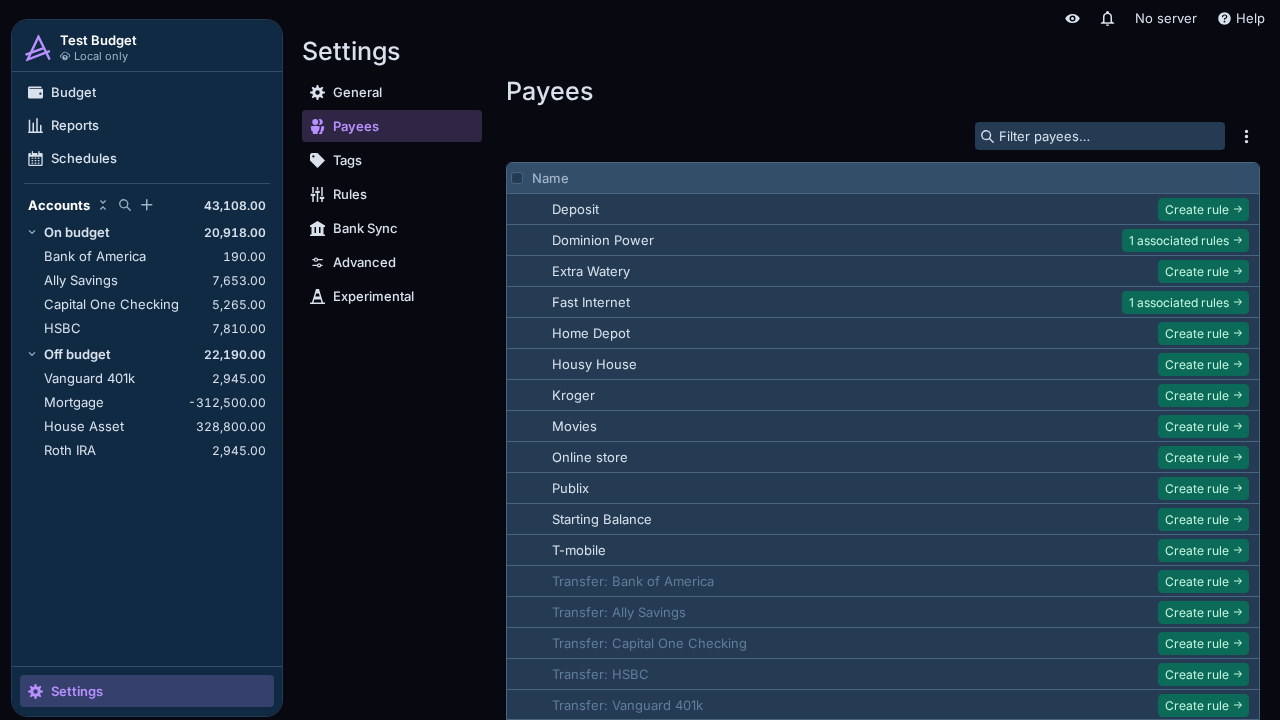 No server
Help
Test Budget
Local only
Budget
Reports
Schedules
Accounts 43,108.00
On budget 20,918.00
Bank of America 190.00
Ally Savings 7,653.00
Capital One Checking 5,265.00
HSBC 7,810.00
Off budget 22,190.00
Vanguard 401k 2,945.00
Mortgage -312,500.00
House Asset 328,800.00
Roth IRA 2,945.00
Settings
Settings
General
Payees
Tags
Rules
Bank Sync
Advanced
Experimental
Payees
Filter payees...
Name
Deposit Create rule
Dominion Power 1 associated rules
Extra Watery Create rule
Fast Internet 1 associated rules
Home Depot Create rule
Housy House Create rule
Kroger Create rule
Movies Create rule
Online store Create rule
Publix Create rule
Starting Balance Create rule
T-mobile Create rule
Transfer: Bank of America Create rule
Transfer: Ally Savings Create rule
Transfer: Capital One Checking Create rule
Transfer: HSBC Create rule
Transfer: Vanguard 401k Create rule